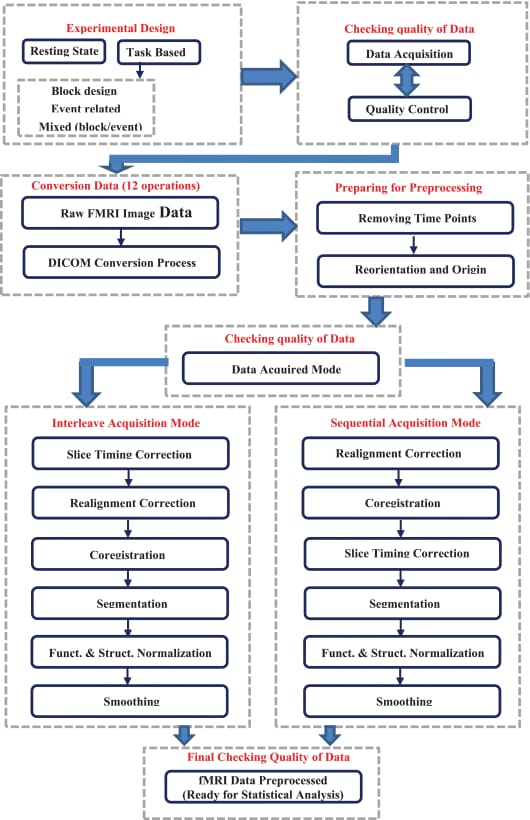 Experimental Design
Resting State
Task Based
Block design
Event related
Mixed (block/event)
Checking quality of Data
Data Acquisition
Quality Control
Conversion Data (12 operations)
Raw FMRI Image Data
DICOM Conversion Process
Preparing for Preprocessing
Removing Time Points
Reorientation and Origin
Checking quality of Data
Data Acquired Mode
Interleave Acquisition Mode
Slice Timing Correction
Realignment Correction
Coregistration
Segmentation
Funct. & Struct. Normalization
Smoothing
Sequential Acquisition Mode
Realignment Correction
Coregistration
Slice Timing Correction
Segmentation
Funct. & Struct. Normalization
Smoothing
Final Checking Quality of Data
fMRI Data Preprocessed
(Ready for Statistical Analysis)